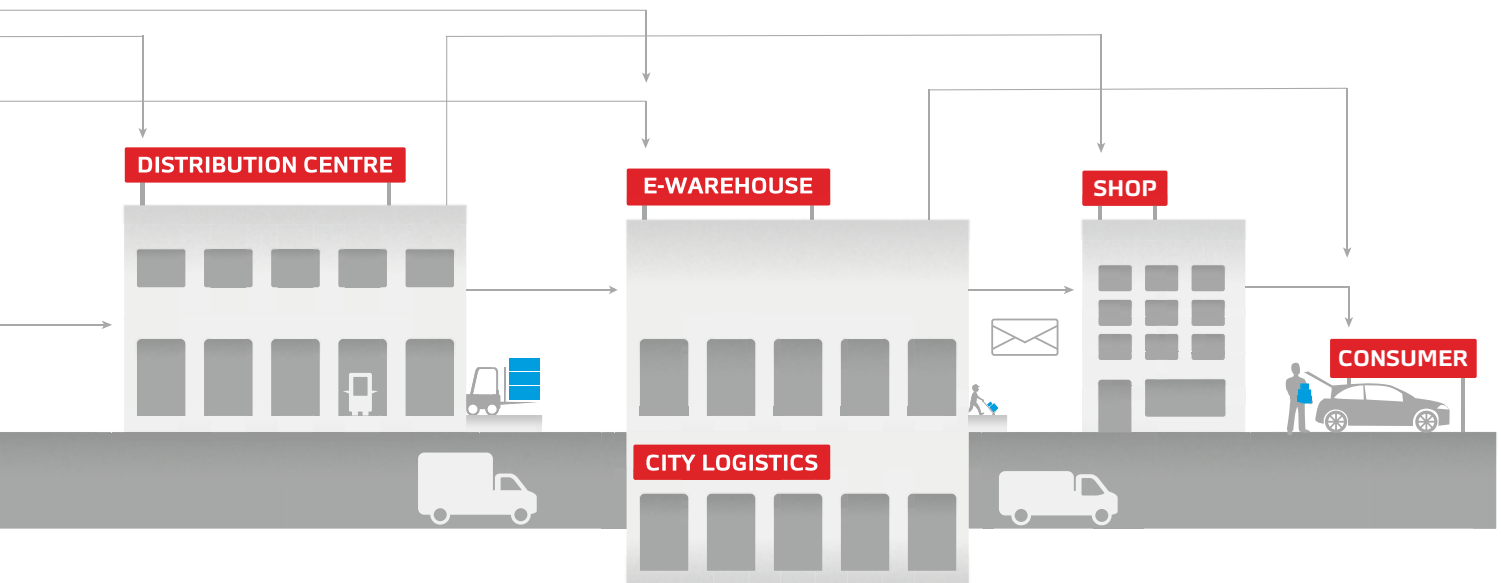 DISTRIBUTION CENTRE
E-WAREHOUSE
SHOP
CONSUMER
CITY LOGISTICS